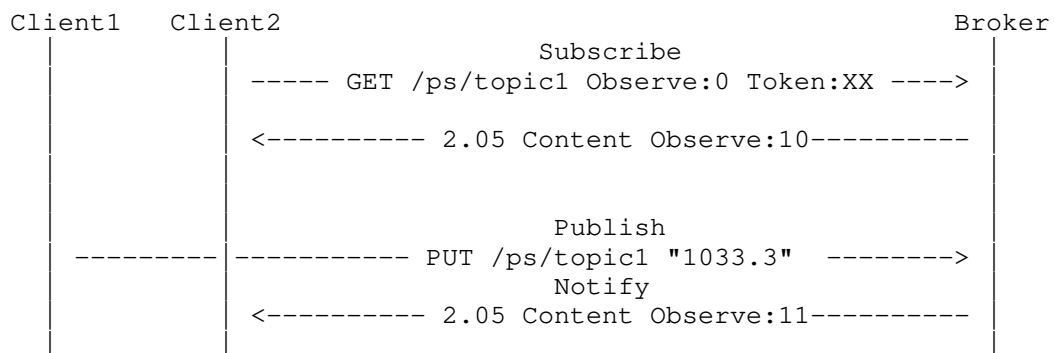 Client1 Client2 Broker
Subscribe
----- GET /ps/topic1 Observe:0 Token:XX ---->
<---------- 2.05 Content Observe:10----------
Publish
---------|----------- PUT /ps/topic1 "1033.3" -------->
Notify
<---------- 2.05 Content Observe:11----------